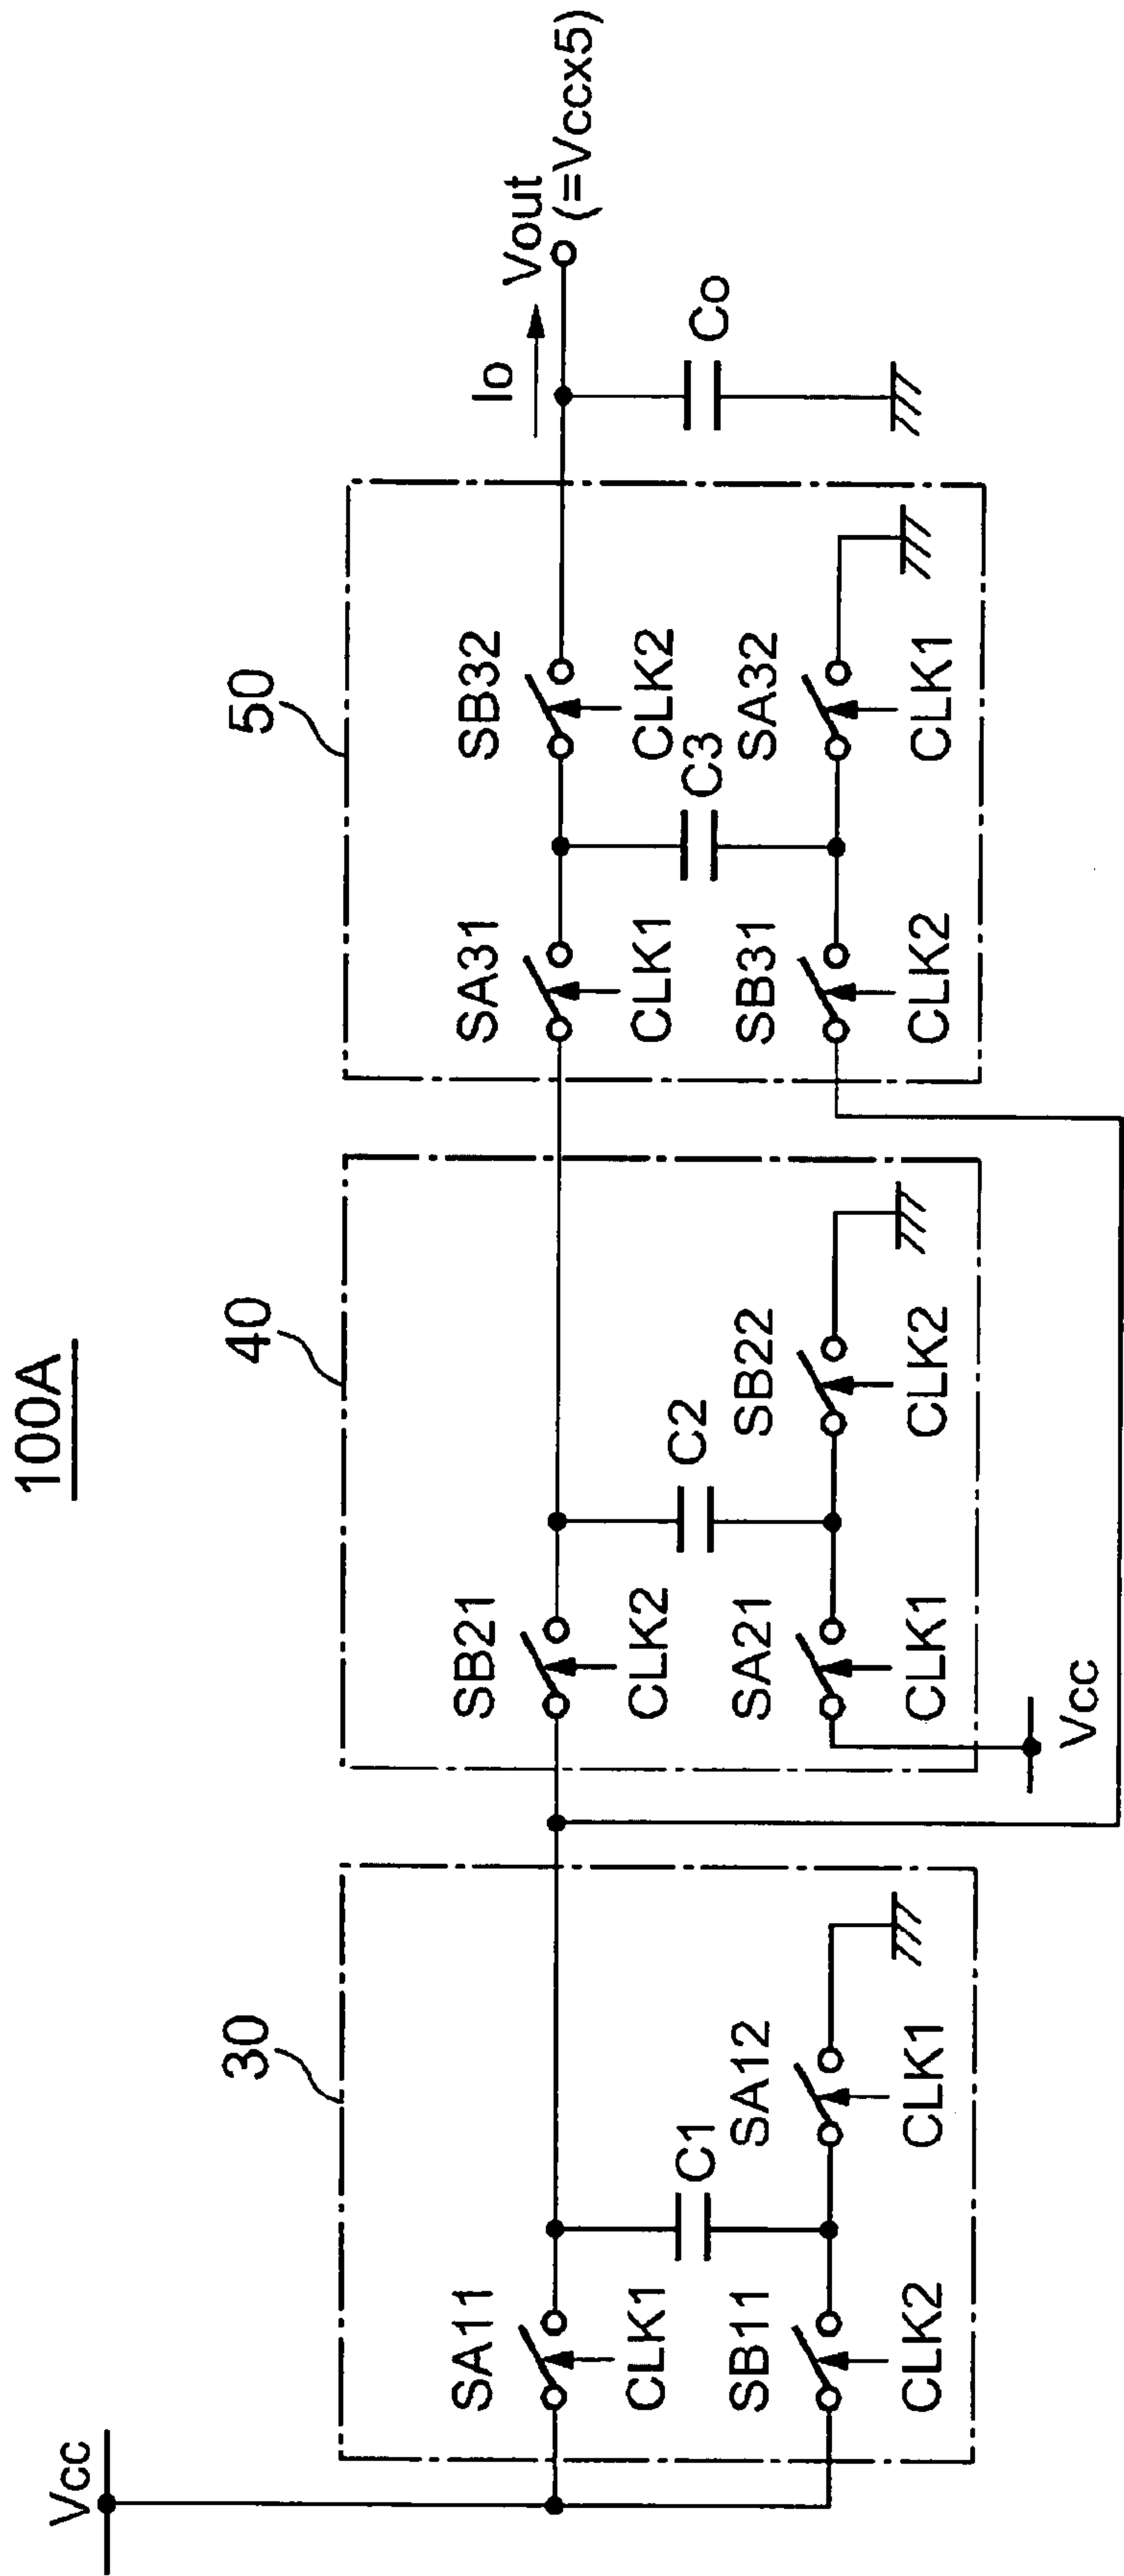 100A
Vcc
30
SA11
CLK1
C1
SB11
CLK2
SA12
CLK1
40
SB21
CLK2
C2
SA21
CLK1
SB22
CLK2
Vcc
50
SA31
CLK1
SB32
CLK2
C3
SB31
CLK2
SA32
CLK1
Io
Vout
(=Vccx5)
Co